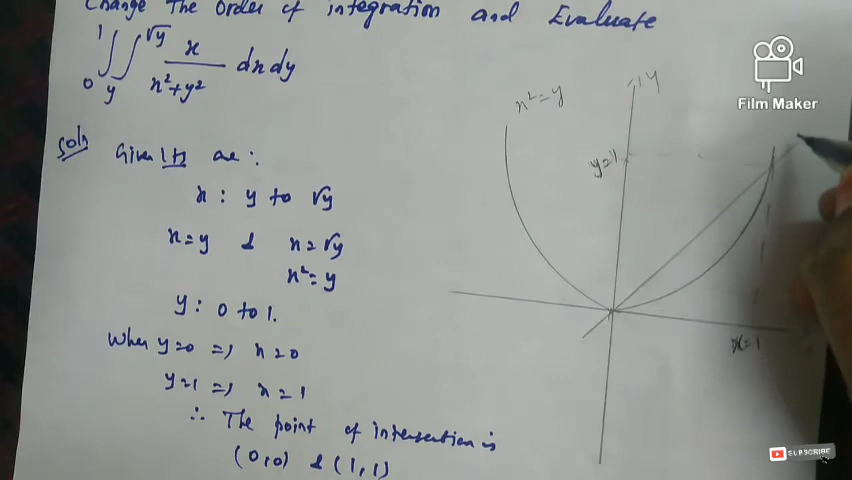 Change The Order of integration and Evaluate
1 √y x
∫ ∫ ――― dx dy
0 y x²+y²
Soln Given lts are:
x : y to √y
x=y & x=√y
x²=y
y: 0 to 1.
When y=0 => x=0
y=1 => x=1
∴ The point of intersection is
(0,0) & (1,1)
x²=y
y
y=1
x=1
Film Maker
SUBSCRIBE